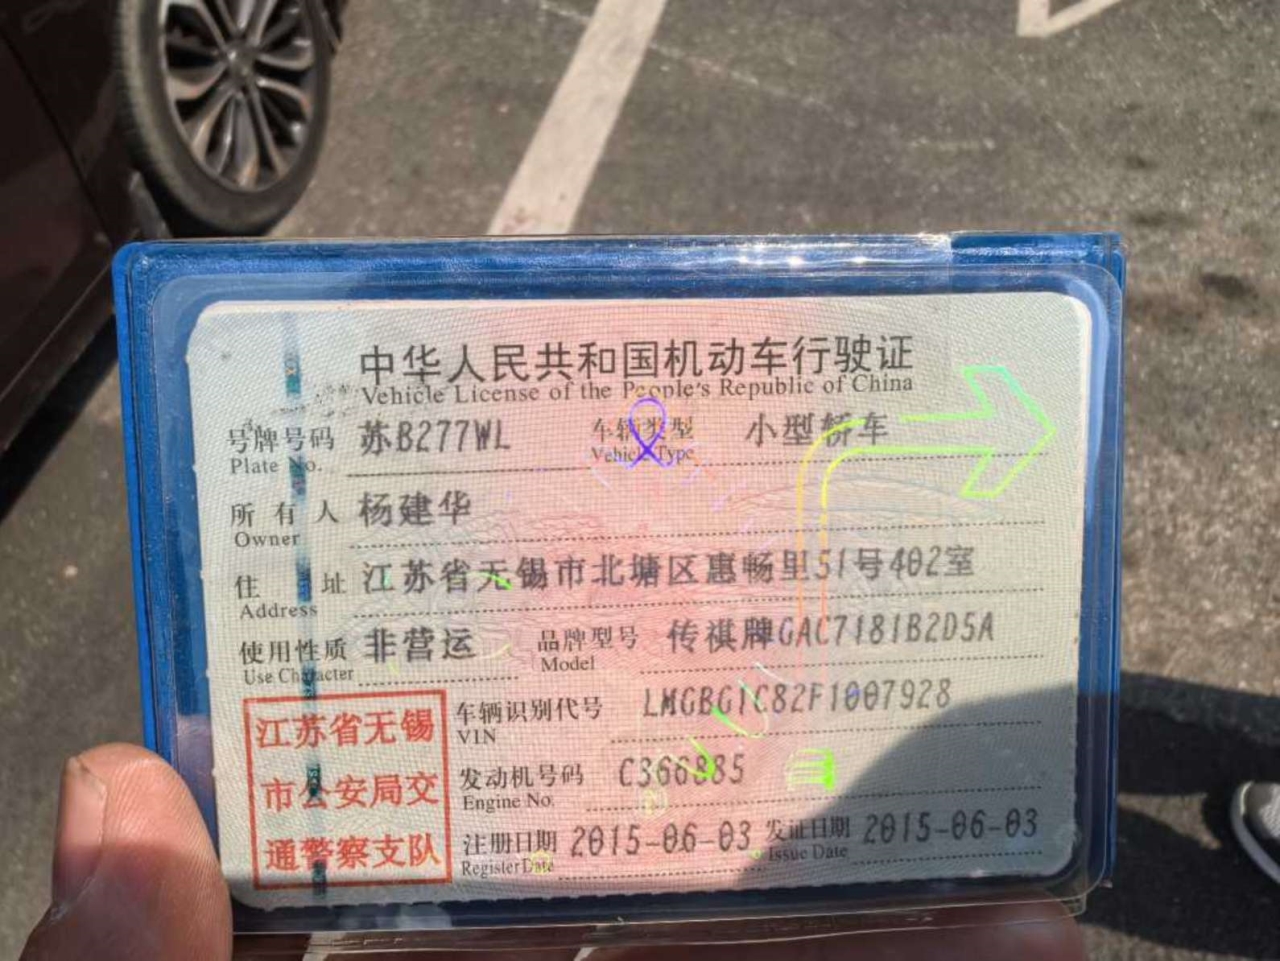 中华人民共和国机动车行驶证
Vehicle License of the People's Republic of China
号牌号码 苏B277WL 车辆类型 小型轿车
Plate No. Vehicle Type
所有人 杨建华
Owner
住址 江苏省无锡市北塘区惠畅里51号402室
Address
使用性质 非营运 品牌型号 传祺牌GAC7181B2D5A
Use Character Model
江苏省无锡
市公安局交
通警察支队
车辆识别代号 LMGBG1C82F1007928
VIN
发动机号码 C366885
Engine No.
注册日期 2015-06-03 发证日期 2015-06-03
Register Date Issue Date